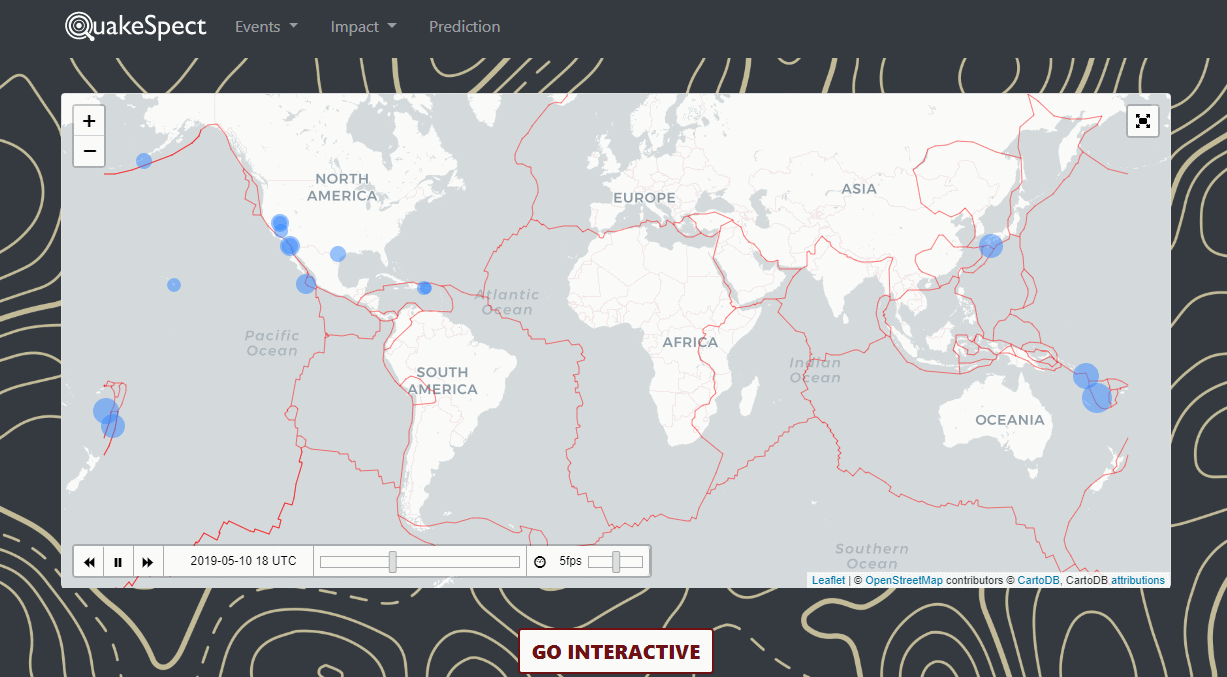 QuakeSpect
Events
Impact
Prediction
+
−
NORTH
AMERICA
EUROPE
ASIA
Atlantic
Ocean
Pacific
Ocean
AFRICA
Indian
Ocean
SOUTH
AMERICA
OCEANIA
Southern
Ocean
2019-05-10 18 UTC
5fps
Leaflet | © OpenStreetMap contributors © CartoDB, CartoDB attributions
GO INTERACTIVE